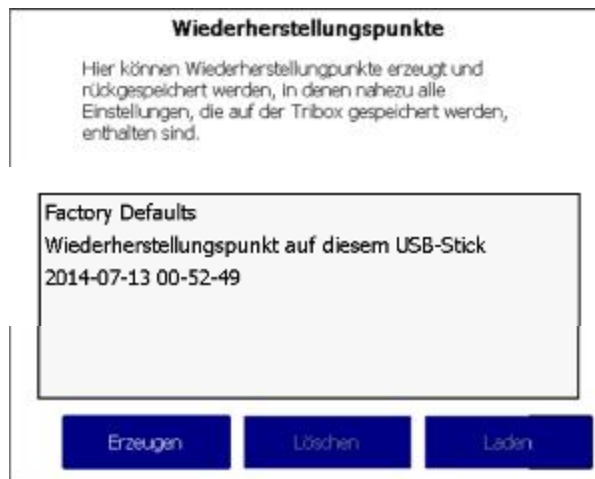 Wiederherstellungspunkte
Hier können Wiederherstellungpunkte erzeugt und
rückgespeichert werden, in denen nahezu alle
Einstellungen, die auf der Tribox gespeichert werden,
enthalten sind.
Factory Defaults
Wiederherstellungspunkt auf diesem USB-Stick
2014-07-13 00-52-49
Erzeugen
Löschen
Laden